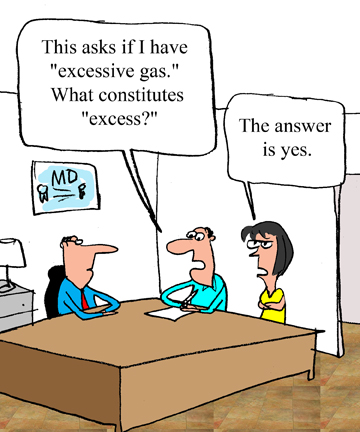 This asks if I have
"excessive gas."
What constitutes
"excess?"
The answer
is yes.
MD